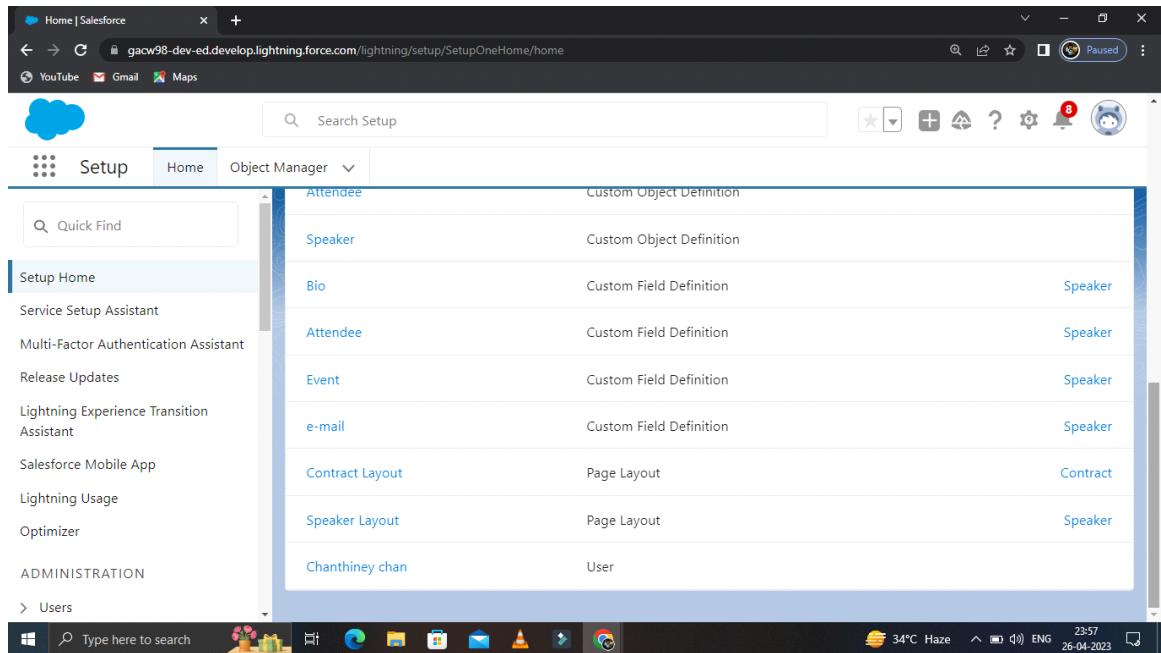 Home | Salesforce
gacw98-dev-ed.develop.lightning.force.com/lightning/setup/SetupOneHome/home
Paused
YouTube Gmail Maps
Search Setup
8
Setup Home Object Manager
Quick Find
Setup Home
Service Setup Assistant
Multi-Factor Authentication Assistant
Release Updates
Lightning Experience Transition
Assistant
Salesforce Mobile App
Lightning Usage
Optimizer
ADMINISTRATION
Users
Attendee Custom Object Definition
Speaker Custom Object Definition
Bio Custom Field Definition Speaker
Attendee Custom Field Definition Speaker
Event Custom Field Definition Speaker
e-mail Custom Field Definition Speaker
Contract Layout Page Layout Contract
Speaker Layout Page Layout Speaker
Chanthiney chan User
Type here to search
34°C Haze
ENG
23:57
26-04-2023